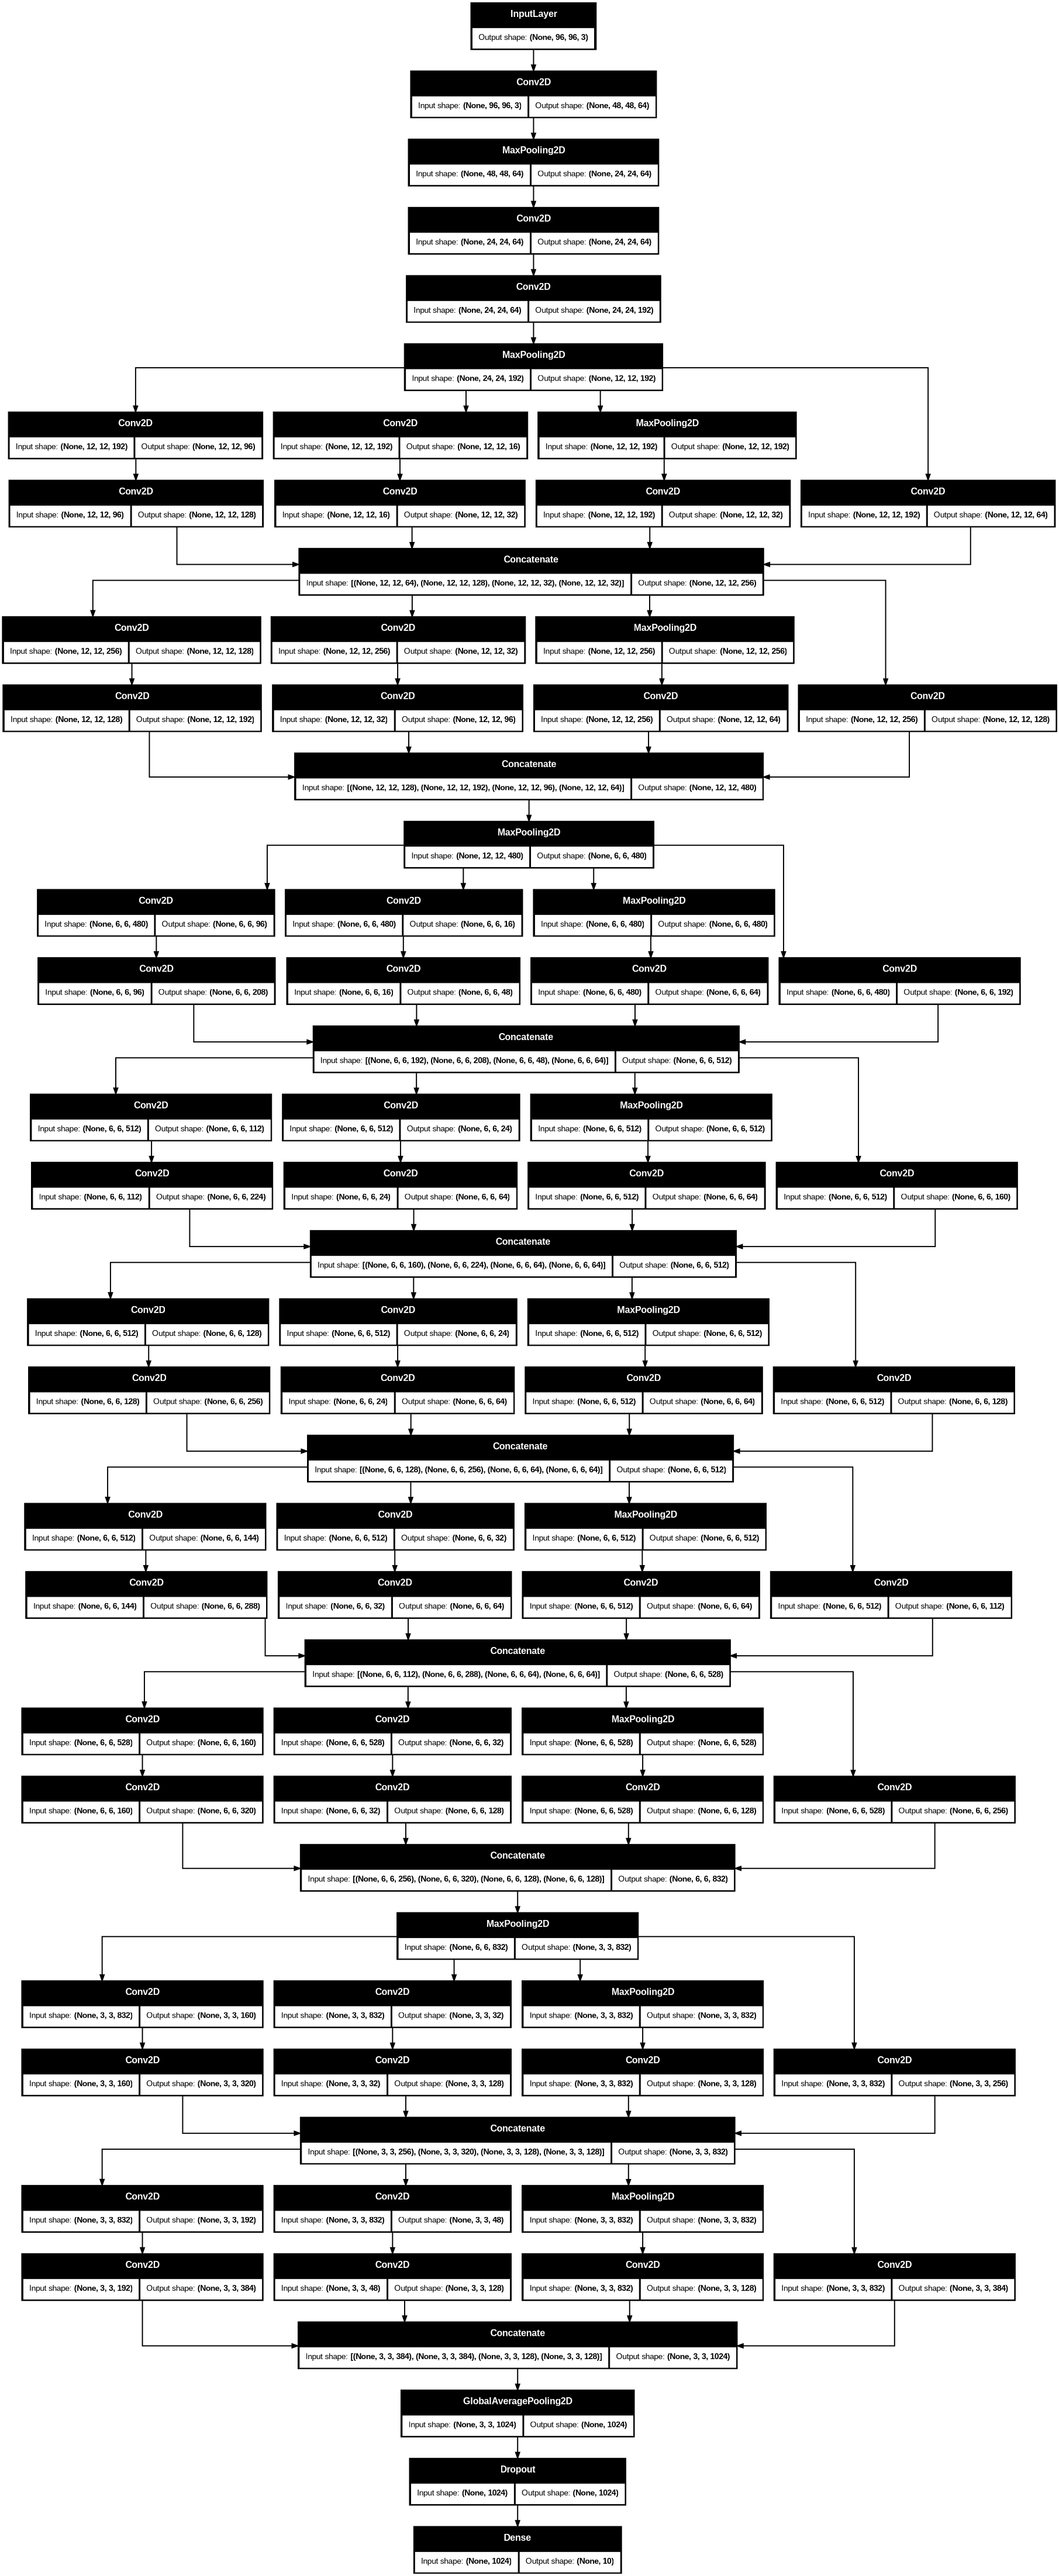 InputLayer
Output shape: (None, 96, 96, 3)
Conv2D
Input shape: (None, 96, 96, 3) Output shape: (None, 48, 48, 64)
MaxPooling2D
Input shape: (None, 48, 48, 64) Output shape: (None, 24, 24, 64)
Conv2D
Input shape: (None, 24, 24, 64) Output shape: (None, 24, 24, 64)
Conv2D
Input shape: (None, 24, 24, 64) Output shape: (None, 24, 24, 192)
MaxPooling2D
Input shape: (None, 24, 24, 192) Output shape: (None, 12, 12, 192)
Conv2D Conv2D MaxPooling2D
Input shape: (None, 12, 12, 192) Output shape: (None, 12, 12, 96) Input shape: (None, 12, 12, 192) Output shape: (None, 12, 12, 16) Input shape: (None, 12, 12, 192) Output shape: (None, 12, 12, 192)
Conv2D Conv2D Conv2D Conv2D
Input shape: (None, 12, 12, 96) Output shape: (None, 12, 12, 128) Input shape: (None, 12, 12, 16) Output shape: (None, 12, 12, 32) Input shape: (None, 12, 12, 192) Output shape: (None, 12, 12, 32) Input shape: (None, 12, 12, 192) Output shape: (None, 12, 12, 64)
Concatenate
Input shape: [(None, 12, 12, 64), (None, 12, 12, 128), (None, 12, 12, 32), (None, 12, 12, 32)] Output shape: (None, 12, 12, 256)
Conv2D Conv2D MaxPooling2D
Input shape: (None, 12, 12, 256) Output shape: (None, 12, 12, 128) Input shape: (None, 12, 12, 256) Output shape: (None, 12, 12, 32) Input shape: (None, 12, 12, 256) Output shape: (None, 12, 12, 256)
Conv2D Conv2D Conv2D Conv2D
Input shape: (None, 12, 12, 128) Output shape: (None, 12, 12, 192) Input shape: (None, 12, 12, 32) Output shape: (None, 12, 12, 96) Input shape: (None, 12, 12, 256) Output shape: (None, 12, 12, 64) Input shape: (None, 12, 12, 256) Output shape: (None, 12, 12, 128)
Concatenate
Input shape: [(None, 12, 12, 128), (None, 12, 12, 192), (None, 12, 12, 96), (None, 12, 12, 64)] Output shape: (None, 12, 12, 480)
MaxPooling2D
Input shape: (None, 12, 12, 480) Output shape: (None, 6, 6, 480)
Conv2D Conv2D MaxPooling2D
Input shape: (None, 6, 6, 480) Output shape: (None, 6, 6, 96) Input shape: (None, 6, 6, 480) Output shape: (None, 6, 6, 16) Input shape: (None, 6, 6, 480) Output shape: (None, 6, 6, 480)
Conv2D Conv2D Conv2D Conv2D
Input shape: (None, 6, 6, 96) Output shape: (None, 6, 6, 208) Input shape: (None, 6, 6, 16) Output shape: (None, 6, 6, 48) Input shape: (None, 6, 6, 480) Output shape: (None, 6, 6, 64) Input shape: (None, 6, 6, 480) Output shape: (None, 6, 6, 192)
Concatenate
Input shape: [(None, 6, 6, 192), (None, 6, 6, 208), (None, 6, 6, 48), (None, 6, 6, 64)] Output shape: (None, 6, 6, 512)
Conv2D Conv2D MaxPooling2D
Input shape: (None, 6, 6, 512) Output shape: (None, 6, 6, 112) Input shape: (None, 6, 6, 512) Output shape: (None, 6, 6, 24) Input shape: (None, 6, 6, 512) Output shape: (None, 6, 6, 512)
Conv2D Conv2D Conv2D Conv2D
Input shape: (None, 6, 6, 112) Output shape: (None, 6, 6, 224) Input shape: (None, 6, 6, 24) Output shape: (None, 6, 6, 64) Input shape: (None, 6, 6, 512) Output shape: (None, 6, 6, 64) Input shape: (None, 6, 6, 512) Output shape: (None, 6, 6, 160)
Concatenate
Input shape: [(None, 6, 6, 160), (None, 6, 6, 224), (None, 6, 6, 64), (None, 6, 6, 64)] Output shape: (None, 6, 6, 512)
Conv2D Conv2D MaxPooling2D
Input shape: (None, 6, 6, 512) Output shape: (None, 6, 6, 128) Input shape: (None, 6, 6, 512) Output shape: (None, 6, 6, 24) Input shape: (None, 6, 6, 512) Output shape: (None, 6, 6, 512)
Conv2D Conv2D Conv2D Conv2D
Input shape: (None, 6, 6, 128) Output shape: (None, 6, 6, 256) Input shape: (None, 6, 6, 24) Output shape: (None, 6, 6, 64) Input shape: (None, 6, 6, 512) Output shape: (None, 6, 6, 64) Input shape: (None, 6, 6, 512) Output shape: (None, 6, 6, 128)
Concatenate
Input shape: [(None, 6, 6, 128), (None, 6, 6, 256), (None, 6, 6, 64), (None, 6, 6, 64)] Output shape: (None, 6, 6, 512)
Conv2D Conv2D MaxPooling2D
Input shape: (None, 6, 6, 512) Output shape: (None, 6, 6, 144) Input shape: (None, 6, 6, 512) Output shape: (None, 6, 6, 32) Input shape: (None, 6, 6, 512) Output shape: (None, 6, 6, 512)
Conv2D Conv2D Conv2D Conv2D
Input shape: (None, 6, 6, 144) Output shape: (None, 6, 6, 288) Input shape: (None, 6, 6, 32) Output shape: (None, 6, 6, 64) Input shape: (None, 6, 6, 512) Output shape: (None, 6, 6, 64) Input shape: (None, 6, 6, 512) Output shape: (None, 6, 6, 112)
Concatenate
Input shape: [(None, 6, 6, 112), (None, 6, 6, 288), (None, 6, 6, 64), (None, 6, 6, 64)] Output shape: (None, 6, 6, 528)
Conv2D Conv2D MaxPooling2D
Input shape: (None, 6, 6, 528) Output shape: (None, 6, 6, 160) Input shape: (None, 6, 6, 528) Output shape: (None, 6, 6, 32) Input shape: (None, 6, 6, 528) Output shape: (None, 6, 6, 528)
Conv2D Conv2D Conv2D Conv2D
Input shape: (None, 6, 6, 160) Output shape: (None, 6, 6, 320) Input shape: (None, 6, 6, 32) Output shape: (None, 6, 6, 128) Input shape: (None, 6, 6, 528) Output shape: (None, 6, 6, 128) Input shape: (None, 6, 6, 528) Output shape: (None, 6, 6, 256)
Concatenate
Input shape: [(None, 6, 6, 256), (None, 6, 6, 320), (None, 6, 6, 128), (None, 6, 6, 128)] Output shape: (None, 6, 6, 832)
MaxPooling2D
Input shape: (None, 6, 6, 832) Output shape: (None, 3, 3, 832)
Conv2D Conv2D MaxPooling2D
Input shape: (None, 3, 3, 832) Output shape: (None, 3, 3, 160) Input shape: (None, 3, 3, 832) Output shape: (None, 3, 3, 32) Input shape: (None, 3, 3, 832) Output shape: (None, 3, 3, 832)
Conv2D Conv2D Conv2D Conv2D
Input shape: (None, 3, 3, 160) Output shape: (None, 3, 3, 320) Input shape: (None, 3, 3, 32) Output shape: (None, 3, 3, 128) Input shape: (None, 3, 3, 832) Output shape: (None, 3, 3, 128) Input shape: (None, 3, 3, 832) Output shape: (None, 3, 3, 256)
Concatenate
Input shape: [(None, 3, 3, 256), (None, 3, 3, 320), (None, 3, 3, 128), (None, 3, 3, 128)] Output shape: (None, 3, 3, 832)
Conv2D Conv2D MaxPooling2D
Input shape: (None, 3, 3, 832) Output shape: (None, 3, 3, 192) Input shape: (None, 3, 3, 832) Output shape: (None, 3, 3, 48) Input shape: (None, 3, 3, 832) Output shape: (None, 3, 3, 832)
Conv2D Conv2D Conv2D Conv2D
Input shape: (None, 3, 3, 192) Output shape: (None, 3, 3, 384) Input shape: (None, 3, 3, 48) Output shape: (None, 3, 3, 128) Input shape: (None, 3, 3, 832) Output shape: (None, 3, 3, 128) Input shape: (None, 3, 3, 832) Output shape: (None, 3, 3, 384)
Concatenate
Input shape: [(None, 3, 3, 384), (None, 3, 3, 384), (None, 3, 3, 128), (None, 3, 3, 128)] Output shape: (None, 3, 3, 1024)
GlobalAveragePooling2D
Input shape: (None, 3, 3, 1024) Output shape: (None, 1024)
Dropout
Input shape: (None, 1024) Output shape: (None, 1024)
Dense
Input shape: (None, 1024) Output shape: (None, 10)